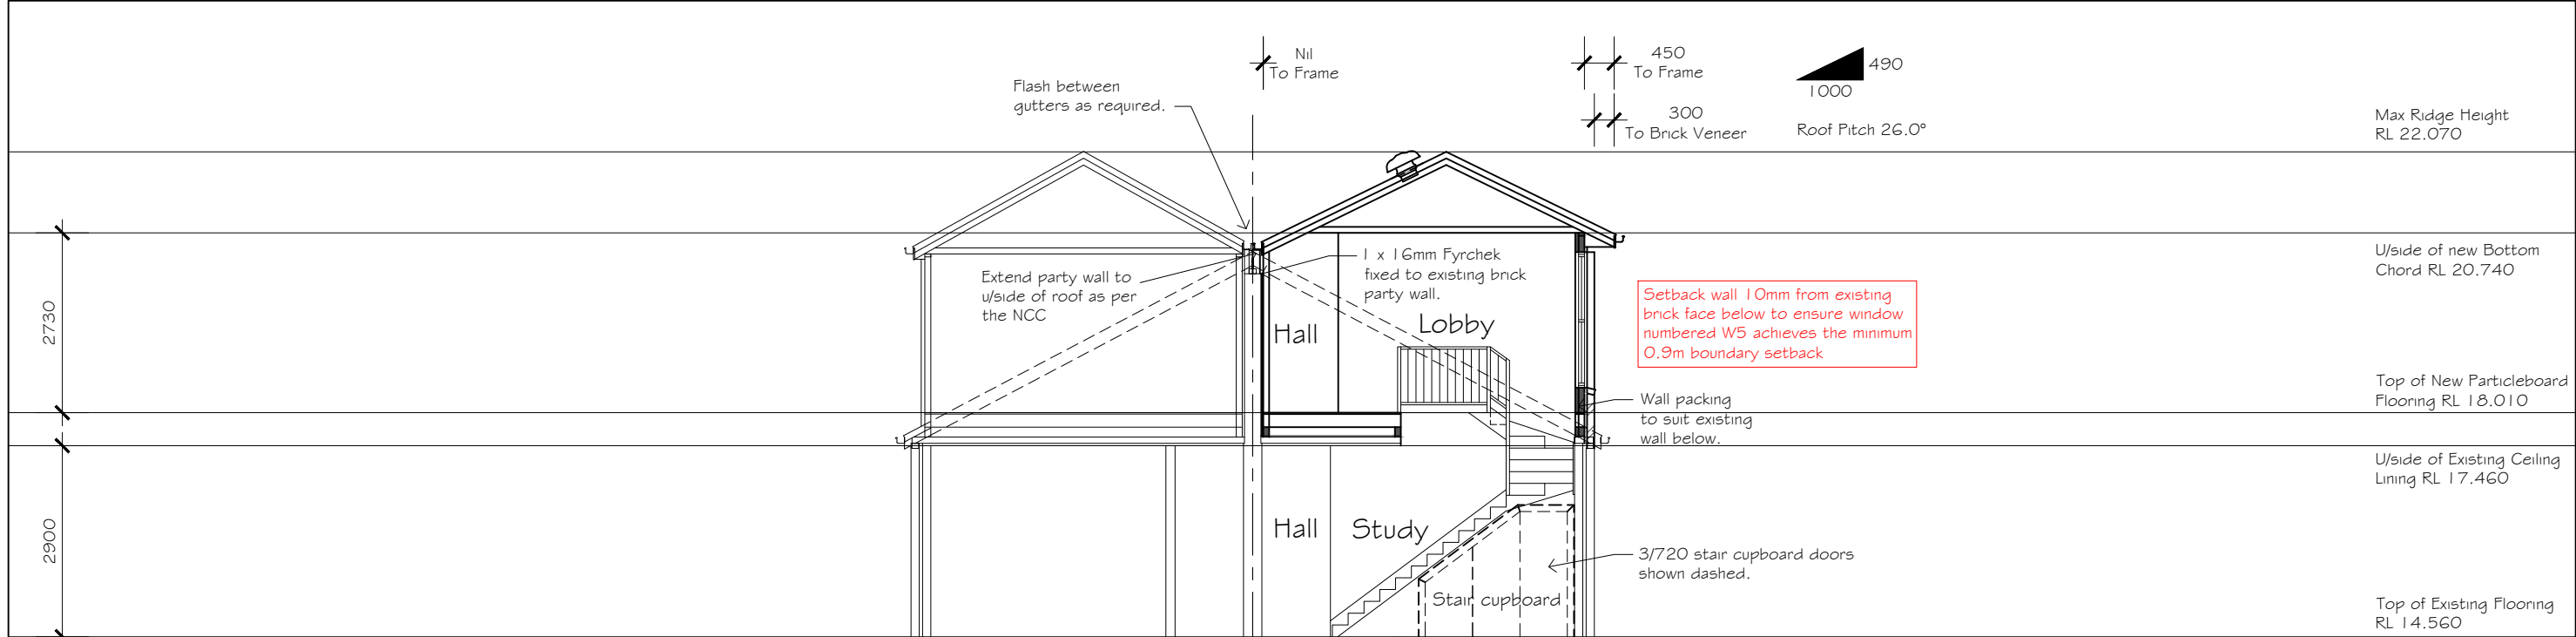 Nil
To Frame
450
To Frame
490
1000
Flash between
gutters as required.
300
To Brick Veneer
Roof Pitch 26.0°
Max Ridge Height
RL 22.070
U/side of new Bottom
Chord RL 20.740
1 x 16mm Fyrchek
fixed to existing brick
party wall.
Extend party wall to
u/side of roof as per
the NCC
2730
Hall
Lobby
Setback wall 10mm from existing
brick face below to ensure window
numbered W5 achieves the minimum
0.9m boundary setback
Top of New Particleboard
Flooring RL 18.010
Wall packing
to suit existing
wall below.
U/side of Existing Ceiling
Lining RL 17.460
2900
Hall
Study
3/720 stair cupboard doors
shown dashed.
Stair cupboard
Top of Existing Flooring
RL 14.560